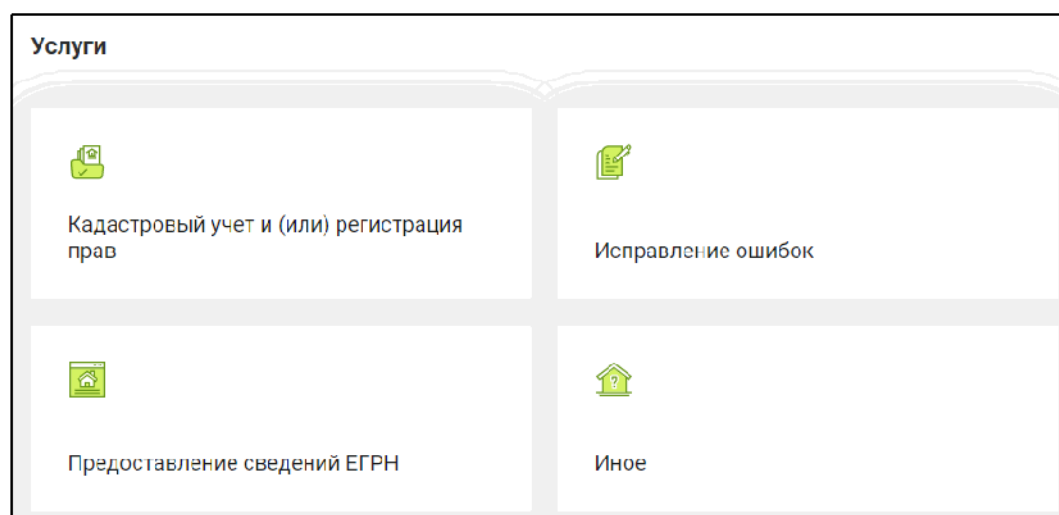 Услуги
Кадастровый учет и (или) регистрация
прав
Исправление ошибок
Предоставление сведений ЕГРН
?
Иное